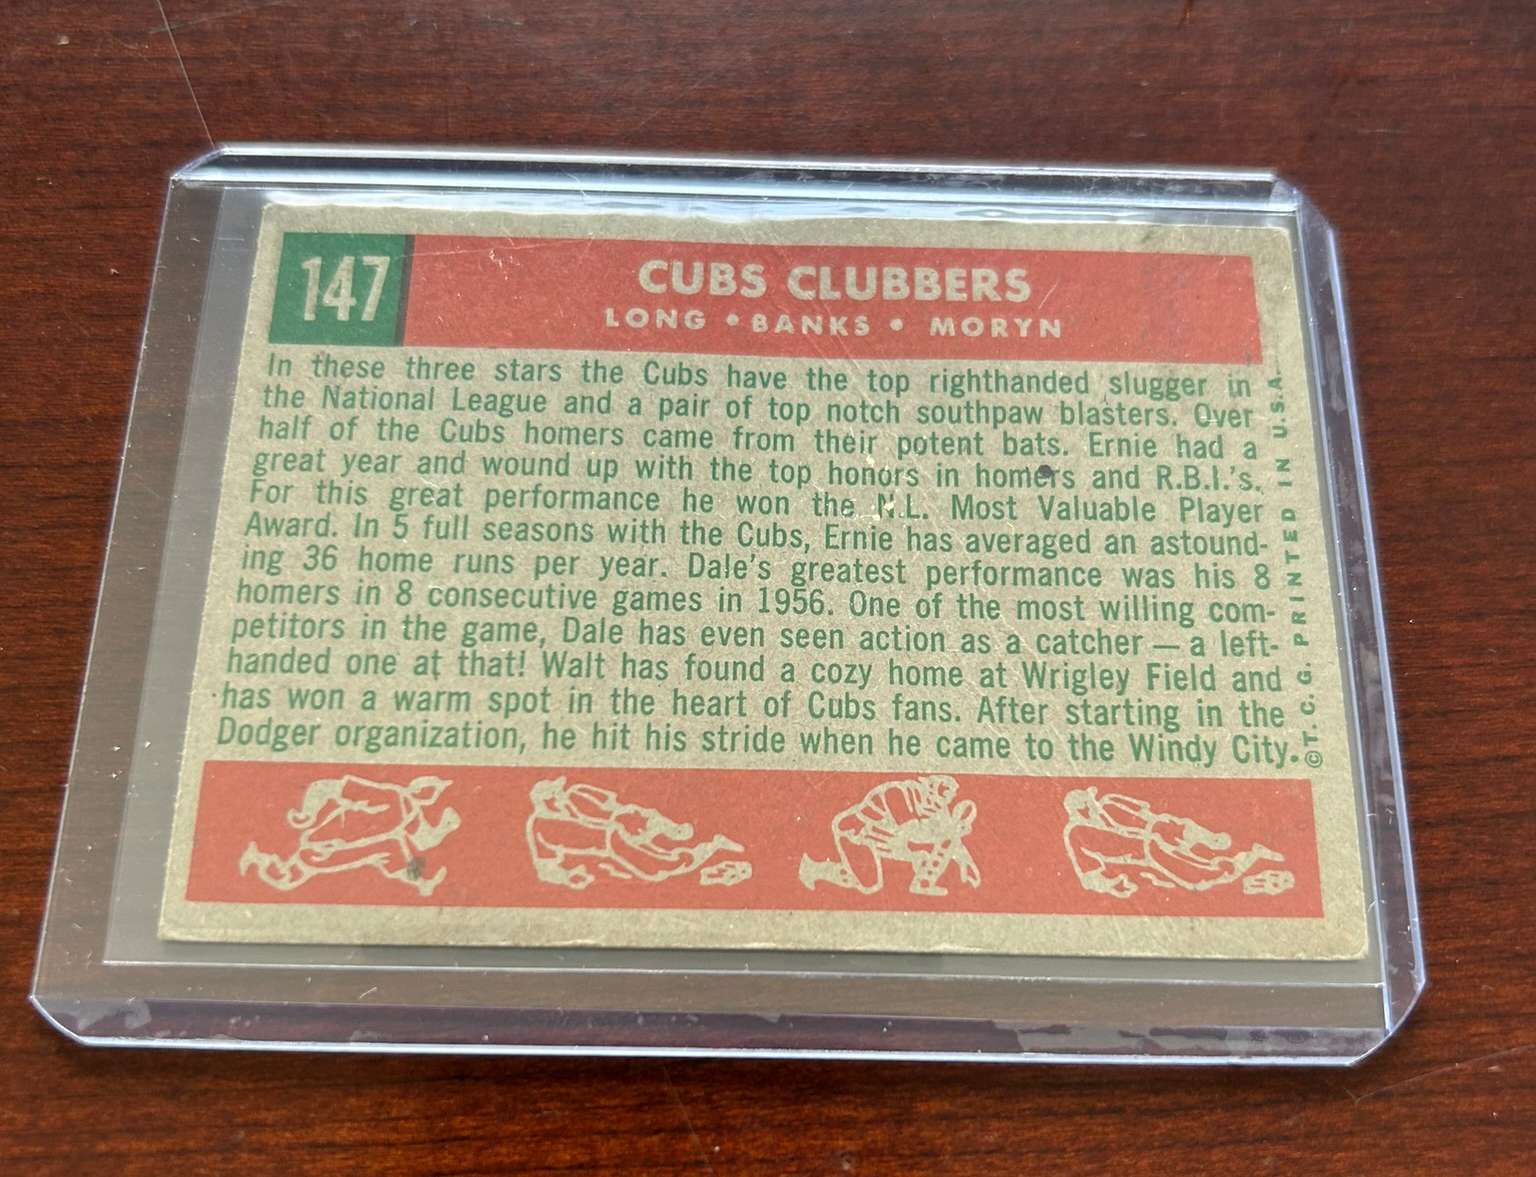 147
CUBS CLUBBERS
LONG • BANKS • MORYN
In these three stars the Cubs have the top righthanded slugger in
the National League and a pair of top notch southpaw blasters. Over
half of the Cubs homers came from their potent bats. Ernie had a
great year and wound up with the top honors in homers and R.B.I.'s.
For this great performance he won the N.L. Most Valuable Player
Award. In 5 full seasons with the Cubs, Ernie has averaged an astound-
ing 36 home runs per year. Dale's greatest performance was his 8
homers in 8 consecutive games in 1956. One of the most willing com-
petitors in the game, Dale has even seen action as a catcher — a left-
handed one at that! Walt has found a cozy home at Wrigley Field and
has won a warm spot in the heart of Cubs fans. After starting in the
Dodger organization, he hit his stride when he came to the Windy City.
© T. C. G. PRINTED IN U.S.A.